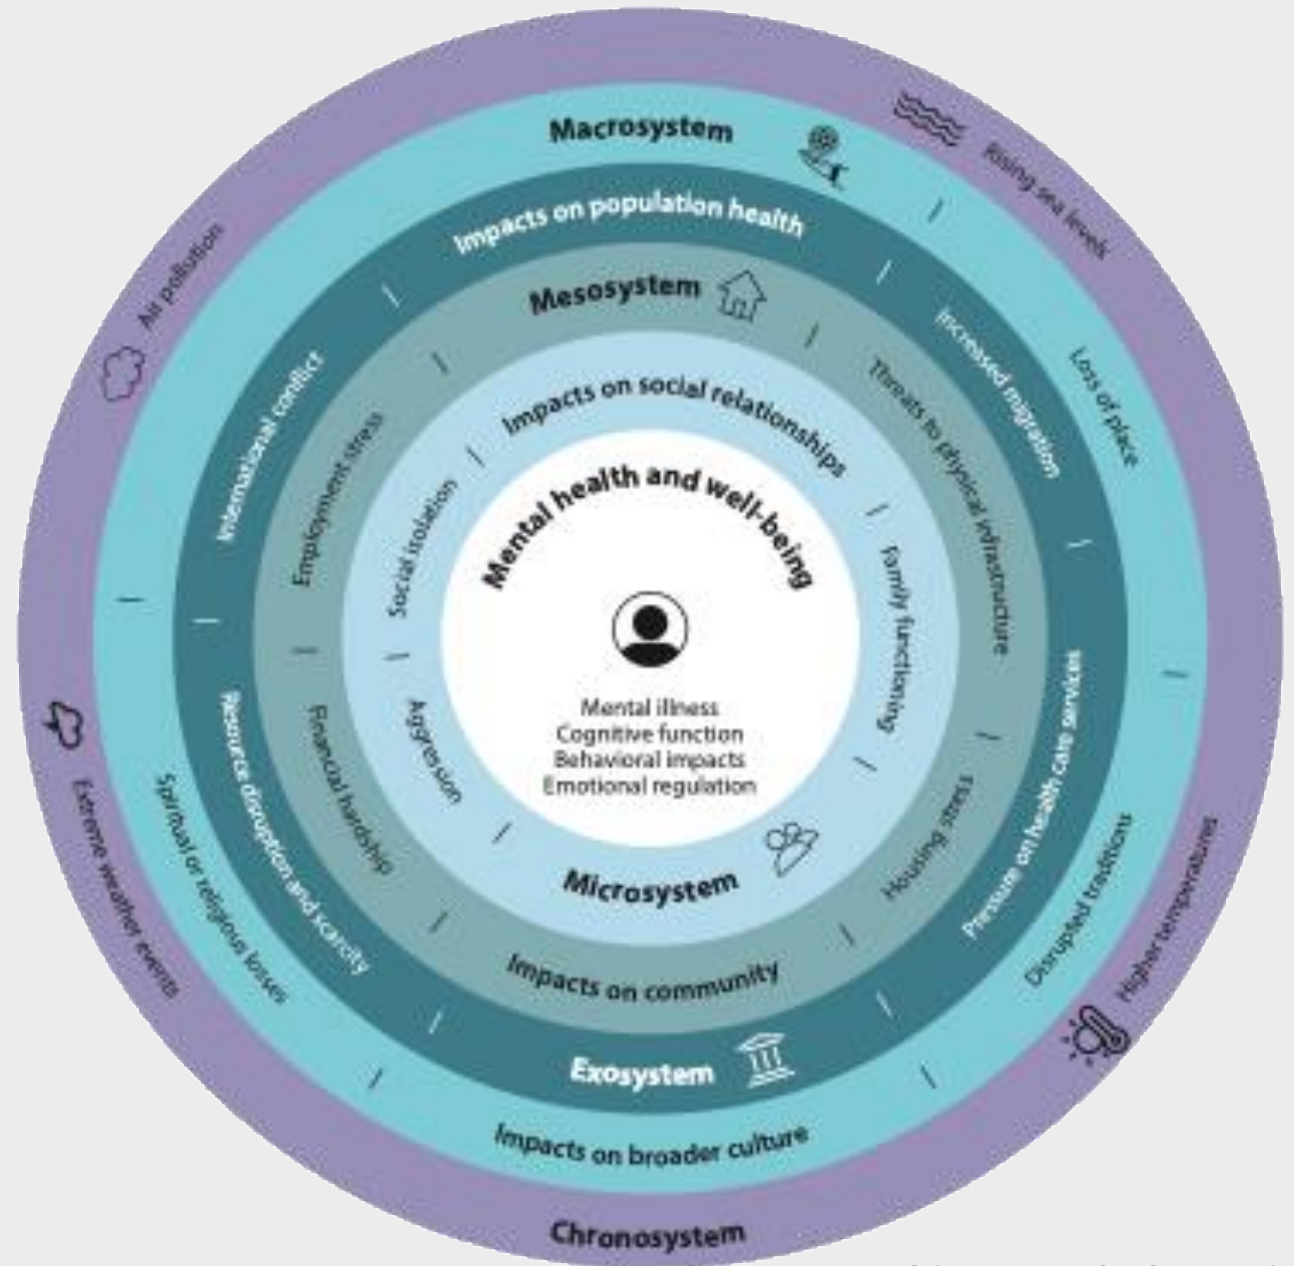 Macrosystem
Rising sea levels
Air pollution
Impacts on population health
Mesosystem
Increased migration
Loss of place
International conflict
Threats to physical infrastructure
Employment stress
Impacts on social relationships
Social isolation
Family functioning
Mental health and well-being
Mental illness
Cognitive function
Behavioral impacts
Emotional regulation
Aggression
Microsystem
Financial hardship
Housing stress
Impacts on community
Resource disruption and scarcity
Pressure on health care services
Exosystem
Spiritual or religious losses
Disrupted traditions
Impacts on broader culture
Extreme weather events
Higher temperatures
Chronosystem